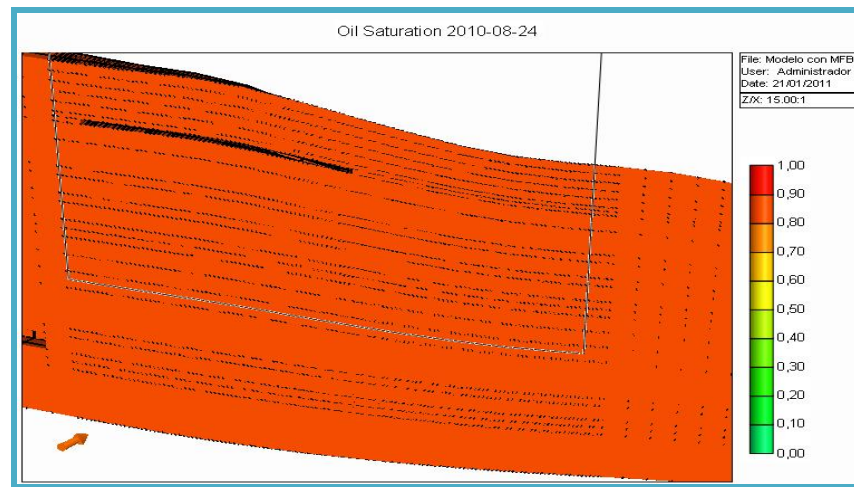 Oil Saturation 2010-08-24
File: Modelo con MFB
User: Administrador
Date: 21/01/2011
Z/X: 15.00:1
1,00
0,90
0,80
0,70
0,60
0,50
0,40
0,30
0,20
0,10
0,00